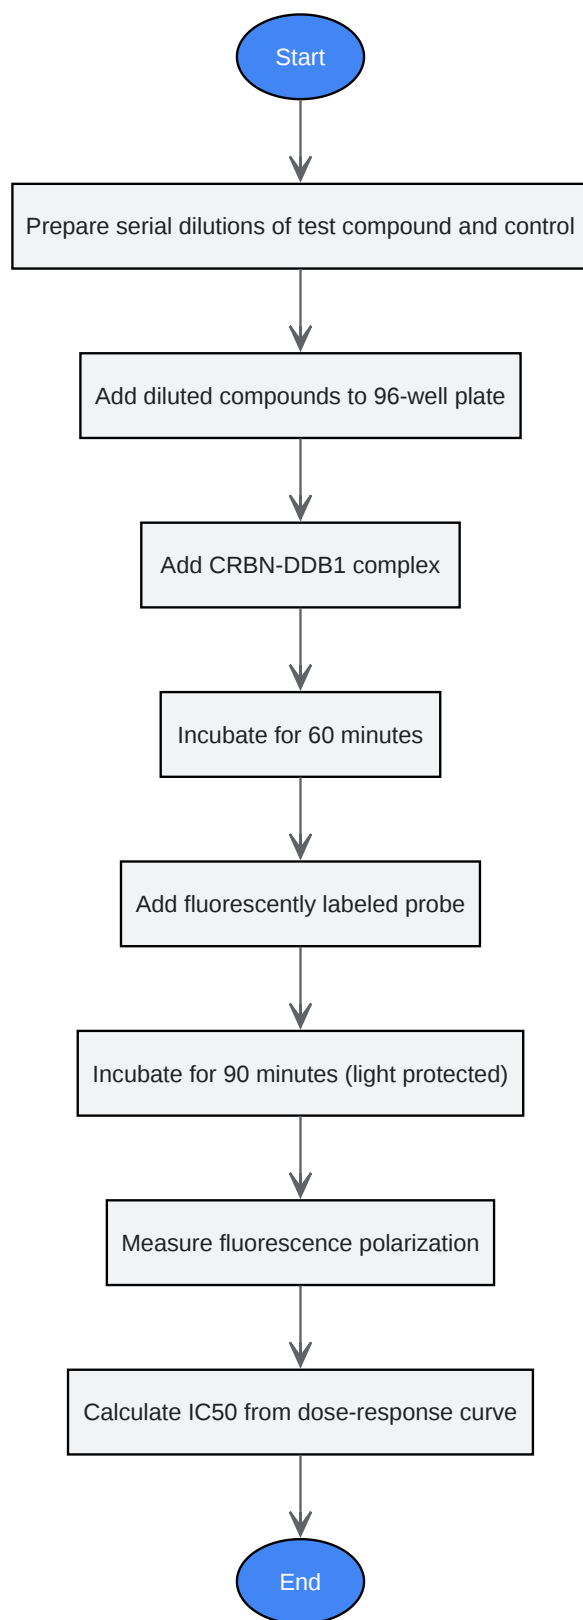 Start
Prepare serial dilutions of test compound and control
Add diluted compounds to 96-well plate
Add CRBN-DDB1 complex
Incubate for 60 minutes
Add fluorescently labeled probe
Incubate for 90 minutes (light protected)
Measure fluorescence polarization
Calculate IC50 from dose-response curve
End